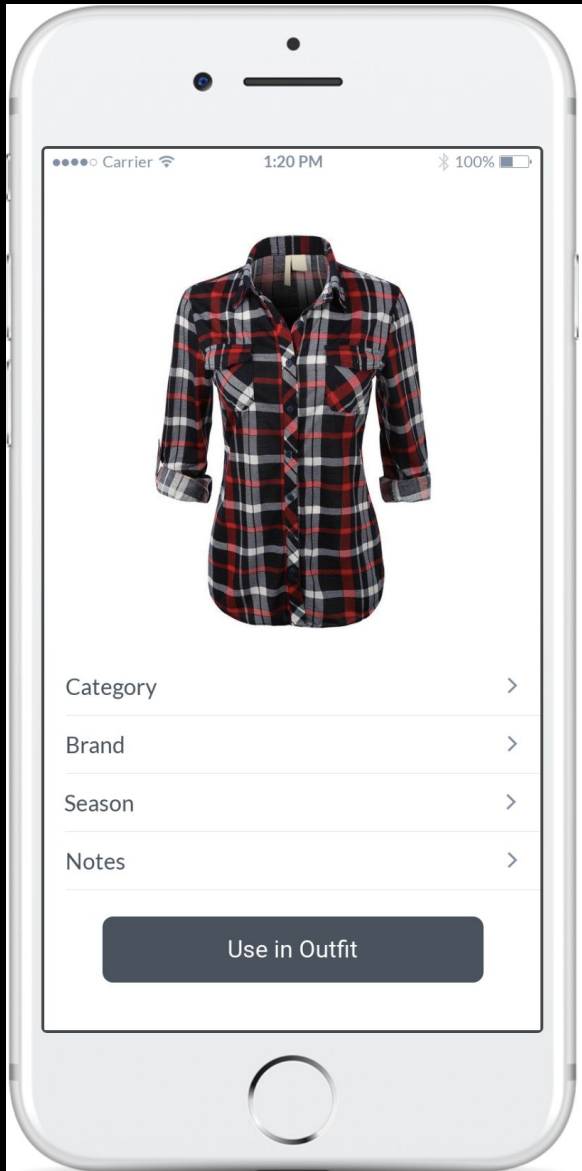 Carrier 1:20 PM 100%
Category
Brand
Season
Notes
Use in Outfit